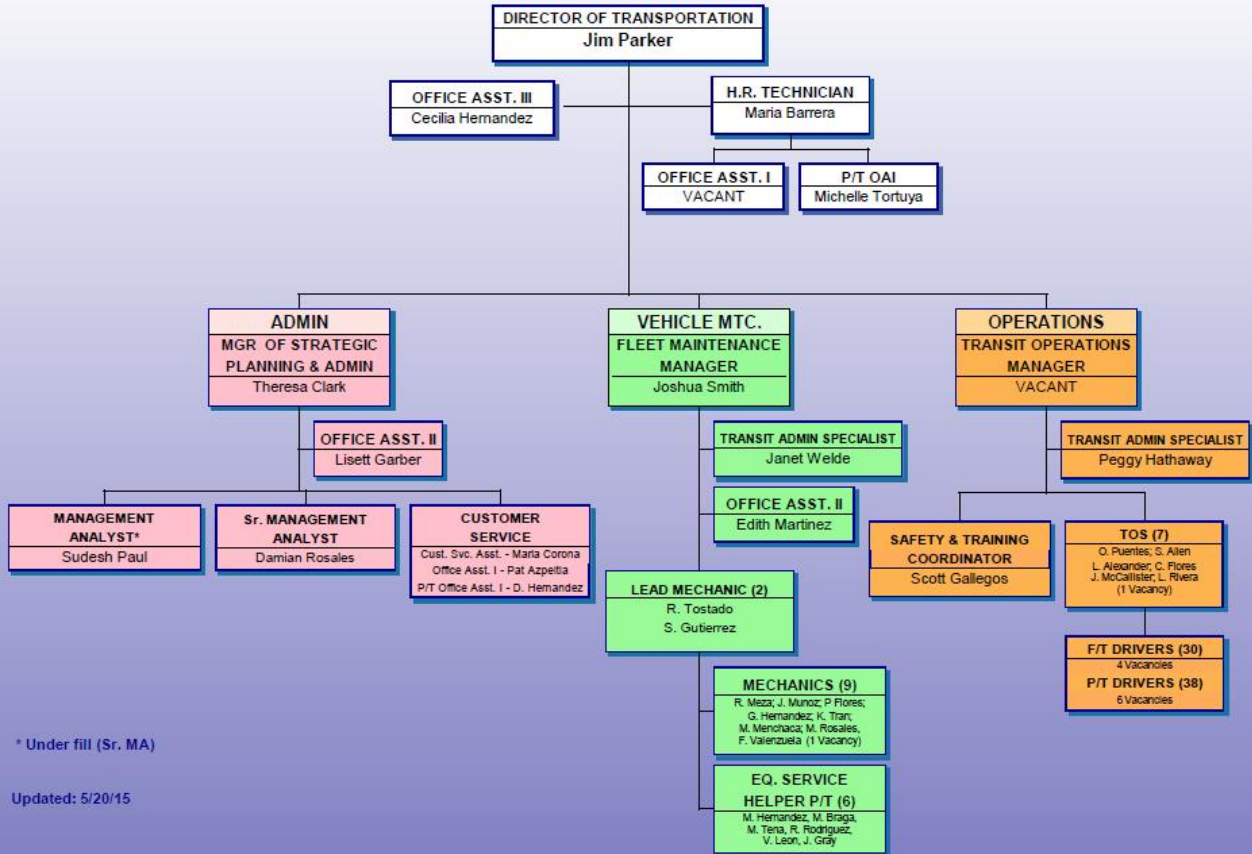 DIRECTOR OF TRANSPORTATION
Jim Parker
OFFICE ASST. III
Cecilia Hernandez
H.R. TECHNICIAN
Maria Barrera
OFFICE ASST. I
VACANT
P/T OAI
Michelle Tortuya
ADMIN
MGR OF STRATEGIC
PLANNING & ADMIN
Theresa Clark
OFFICE ASST. II
Lisett Garber
MANAGEMENT
ANALYST*
Sudesh Paul
Sr. MANAGEMENT
ANALYST
Damian Rosales
CUSTOMER
SERVICE
Cust. Svc. Asst. - Maria Corona
Office Asst. I - Pat Azpeitia
P/T Office Asst. I - D. Hernandez
VEHICLE MTC.
FLEET MAINTENANCE
MANAGER
Joshua Smith
TRANSIT ADMIN SPECIALIST
Janet Welde
OFFICE ASST. II
Edith Martinez
LEAD MECHANIC (2)
R. Tostado
S. Gutierrez
MECHANICS (9)
R. Meza; J. Munoz; P Flores;
G. Hernandez; K. Tran;
M. Menchaca; M. Rosales,
F. Valenzuela (1 Vacancy)
EQ. SERVICE
HELPER P/T (6)
M. Hernandez, M. Braga,
M. Tena, R. Rodriguez,
V. Leon, J. Gray
OPERATIONS
TRANSIT OPERATIONS
MANAGER
VACANT
TRANSIT ADMIN SPECIALIST
Peggy Hathaway
SAFETY & TRAINING
COORDINATOR
Scott Gallegos
TOS (7)
O. Puentes; S. Allen
L. Alexander; C. Flores
J. McCallister; L. Rivera
(1 Vacancy)
F/T DRIVERS (30)
4 Vacancies
P/T DRIVERS (38)
6 Vacancies
* Under fill (Sr. MA)
Updated: 5/20/15